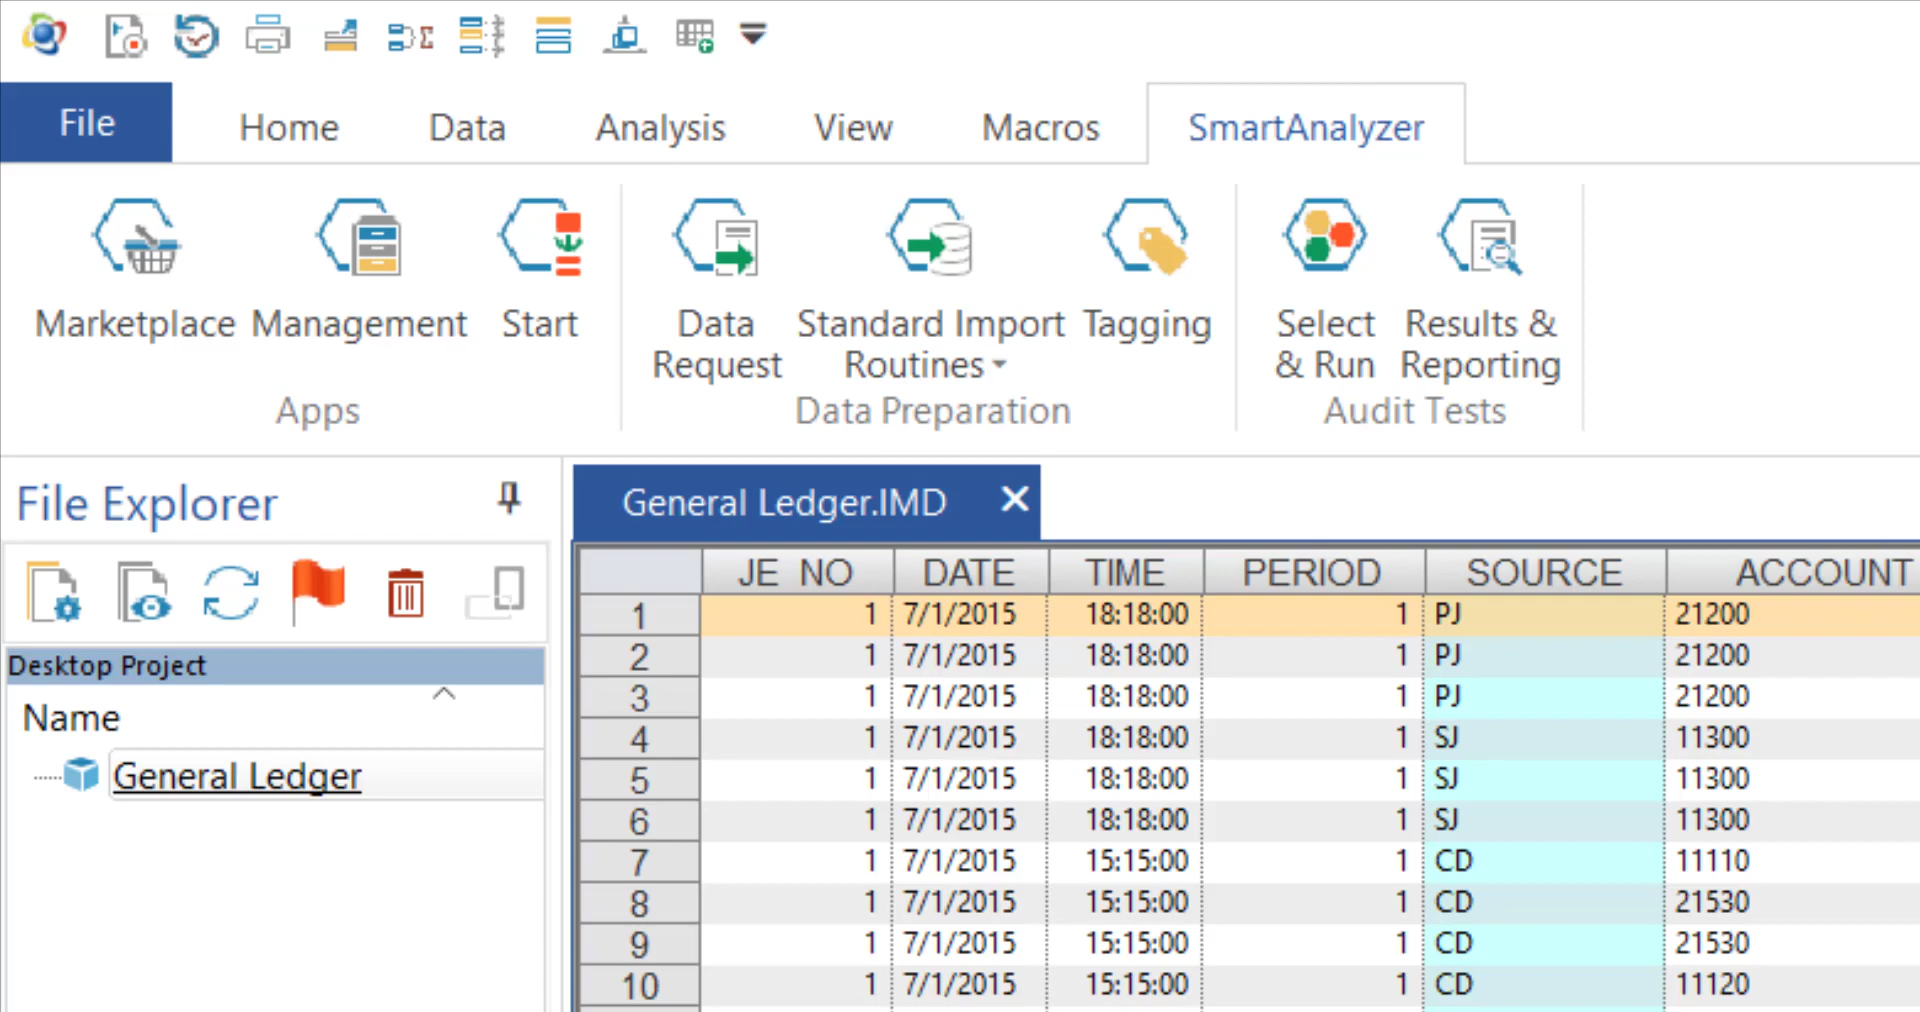 File Home Data Analysis View Macros SmartAnalyzer
Marketplace Management Start Data Standard Import Tagging Select Results &
Request Routines & Run Reporting
Apps Data Preparation Audit Tests
File Explorer General Ledger.IMD
JE_NO DATE TIME PERIOD SOURCE ACCOUNT
1 1 7/1/2015 18:18:00 1 PJ 21200
2 1 7/1/2015 18:18:00 1 PJ 21200
Desktop Project
3 1 7/1/2015 18:18:00 1 PJ 21200
Name
4 1 7/1/2015 18:18:00 1 SJ 11300
General Ledger
5 1 7/1/2015 18:18:00 1 SJ 11300
6 1 7/1/2015 18:18:00 1 SJ 11300
7 1 7/1/2015 15:15:00 1 CD 11110
8 1 7/1/2015 15:15:00 1 CD 21530
9 1 7/1/2015 15:15:00 1 CD 21530
10 1 7/1/2015 15:15:00 1 CD 11120